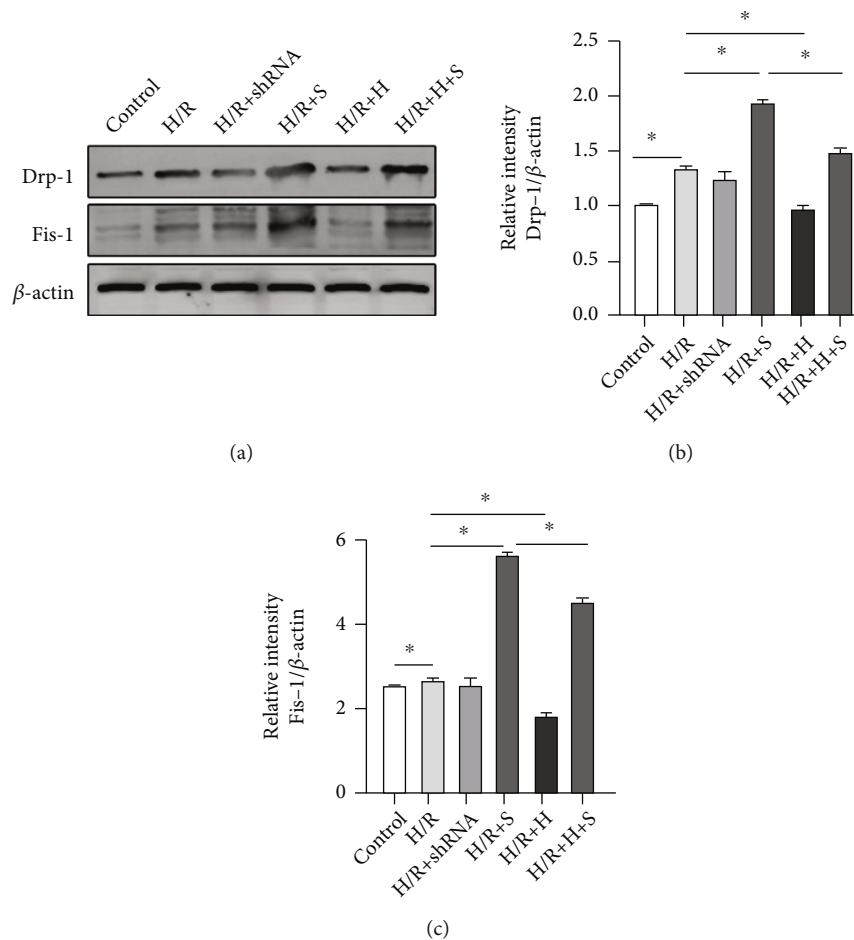 Control
H/R
H/R+shRNA
H/R+S
H/R+H
H/R+H+S
Drp-1
Fis-1
β-actin
(a)
Relative intensity
Drp–1/β-actin
2.5
2.0
1.5
1.0
0.5
0.0
*
*
*
*
Control
H/R
H/R+shRNA
H/R+S
H/R+H
H/R+H+S
(b)
Relative intensity
Fis–1/β-actin
6
4
2
0
*
*
*
*
Control
H/R
H/R+shRNA
H/R+S
H/R+H
H/R+H+S
(c)